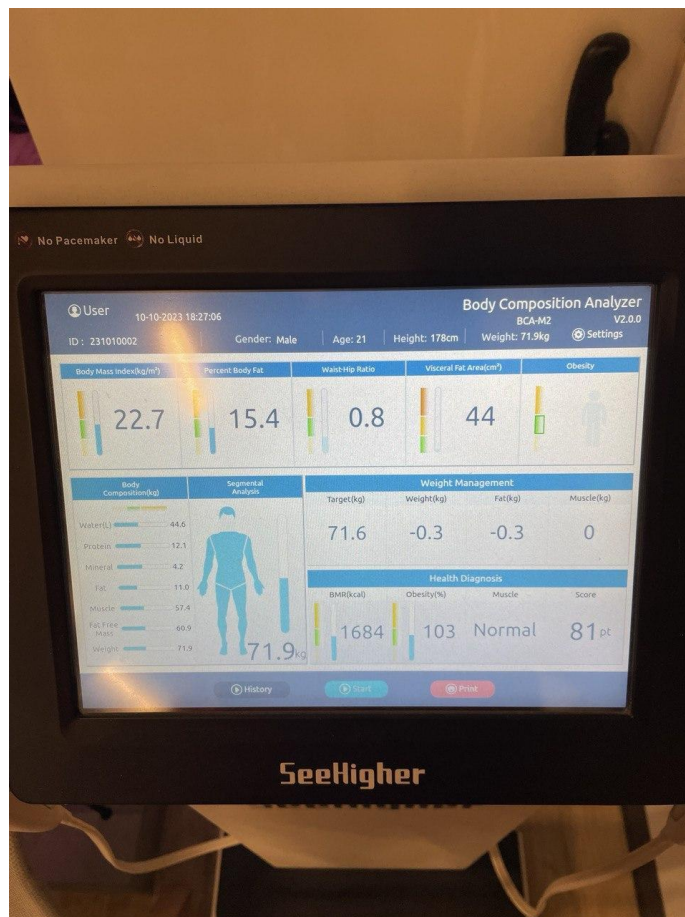 No Pacemaker No Liquid
User 10-10-2023 18:27:06 Body Composition Analyzer
BCA-M2 V2.0.0
ID : 231010002 Gender: Male Age: 21 Height: 178cm Weight: 71.9kg Settings
Body Mass Index(kg/m²) Percent Body Fat Waist-Hip Ratio Visceral Fat Area(cm²) Obesity
22.7 15.4 0.8 44
Body Composition(kg)
Water(L) 44.6
Protein 12.1
Mineral 4.2
Fat 11.0
Muscle 57.4
Fat Free Mass 60.9
Weight 71.9
Segmental
Analysis
71.9kg
Weight Management
Target(kg) Weight(kg) Fat(kg) Muscle(kg)
71.6 -0.3 -0.3 0
Health Diagnosis
BMR(kcal) Obesity(%) Muscle Score
1684 103 Normal 81pt
History Start Print
SeeHigher